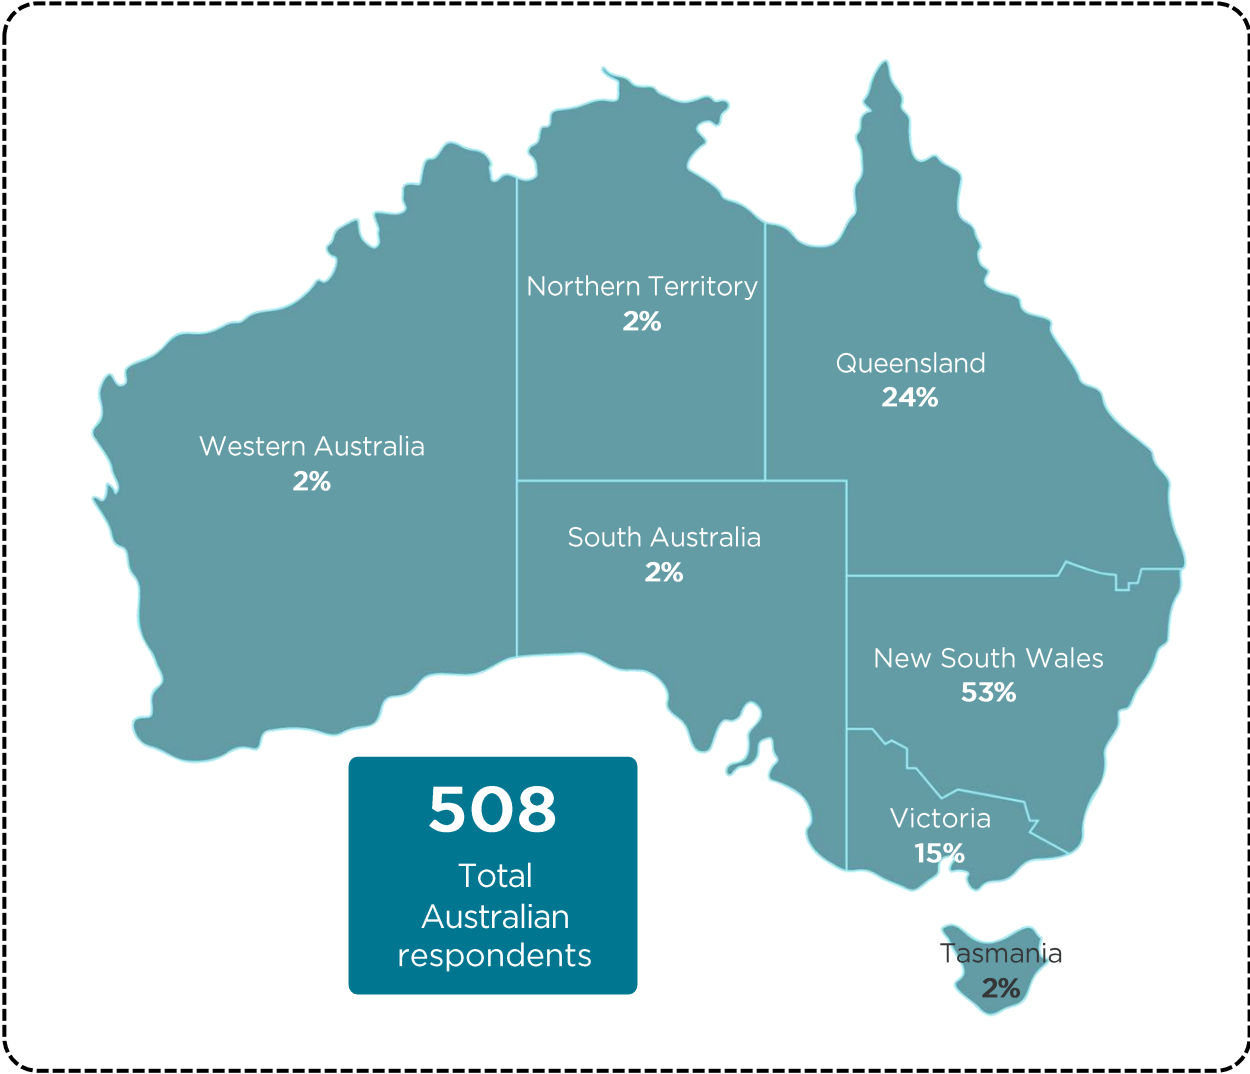 Northern Territory
2%
Queensland
24%
Western Australia
2%
South Australia
2%
New South Wales
53%
Victoria
15%
508
Total
Australian
respondents
Tasmania
2%